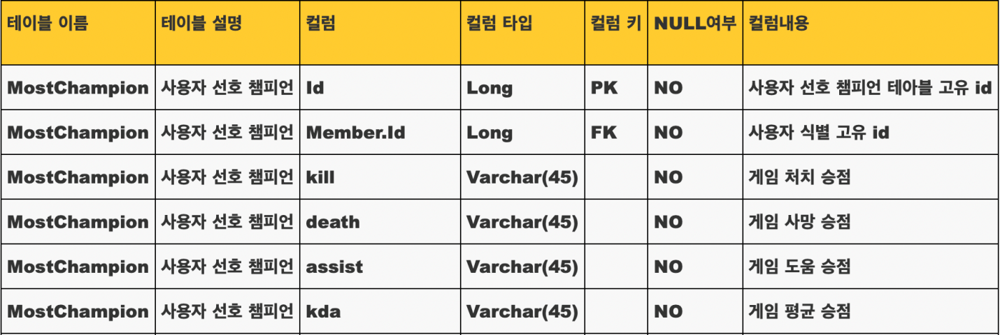 테이블 이름 테이블 설명 컬럼 컬럼 타입 컬럼 키 NULL여부 컬럼내용
MostChampion 사용자 선호 챔피언 Id Long PK NO 사용자 선호 챔피언 테아블 고유 id
MostChampion 사용자 선호 챔피언 Member.Id Long FK NO 사용자 식별 고유 id
MostChampion 사용자 선호 챔피언 kill Varchar(45) NO 게임 처치 승점
MostChampion 사용자 선호 챔피언 death Varchar(45) NO 게임 사망 승점
MostChampion 사용자 선호 챔피언 assist Varchar(45) NO 게임 도움 승점
MostChampion 사용자 선호 챔피언 kda Varchar(45) NO 게임 평균 승점